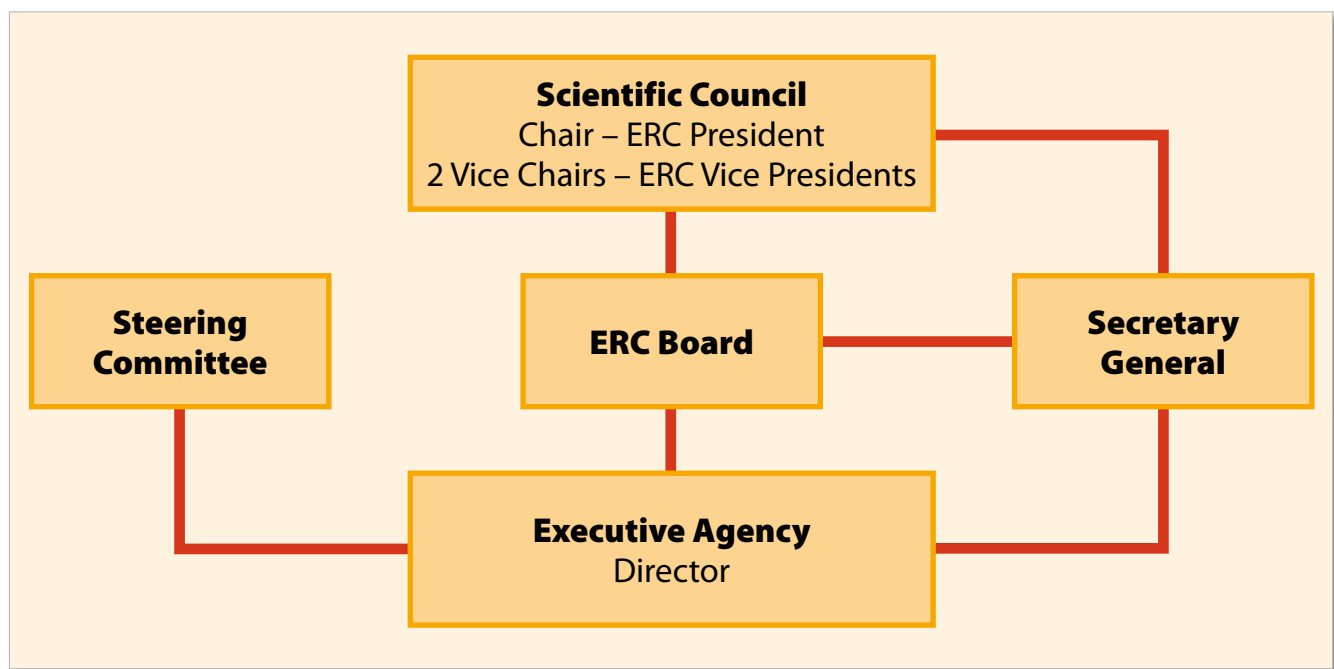 Scientific Council
Chair – ERC President
2 Vice Chairs – ERC Vice Presidents
Steering
Committee
ERC Board
Secretary
General
Executive Agency
Director